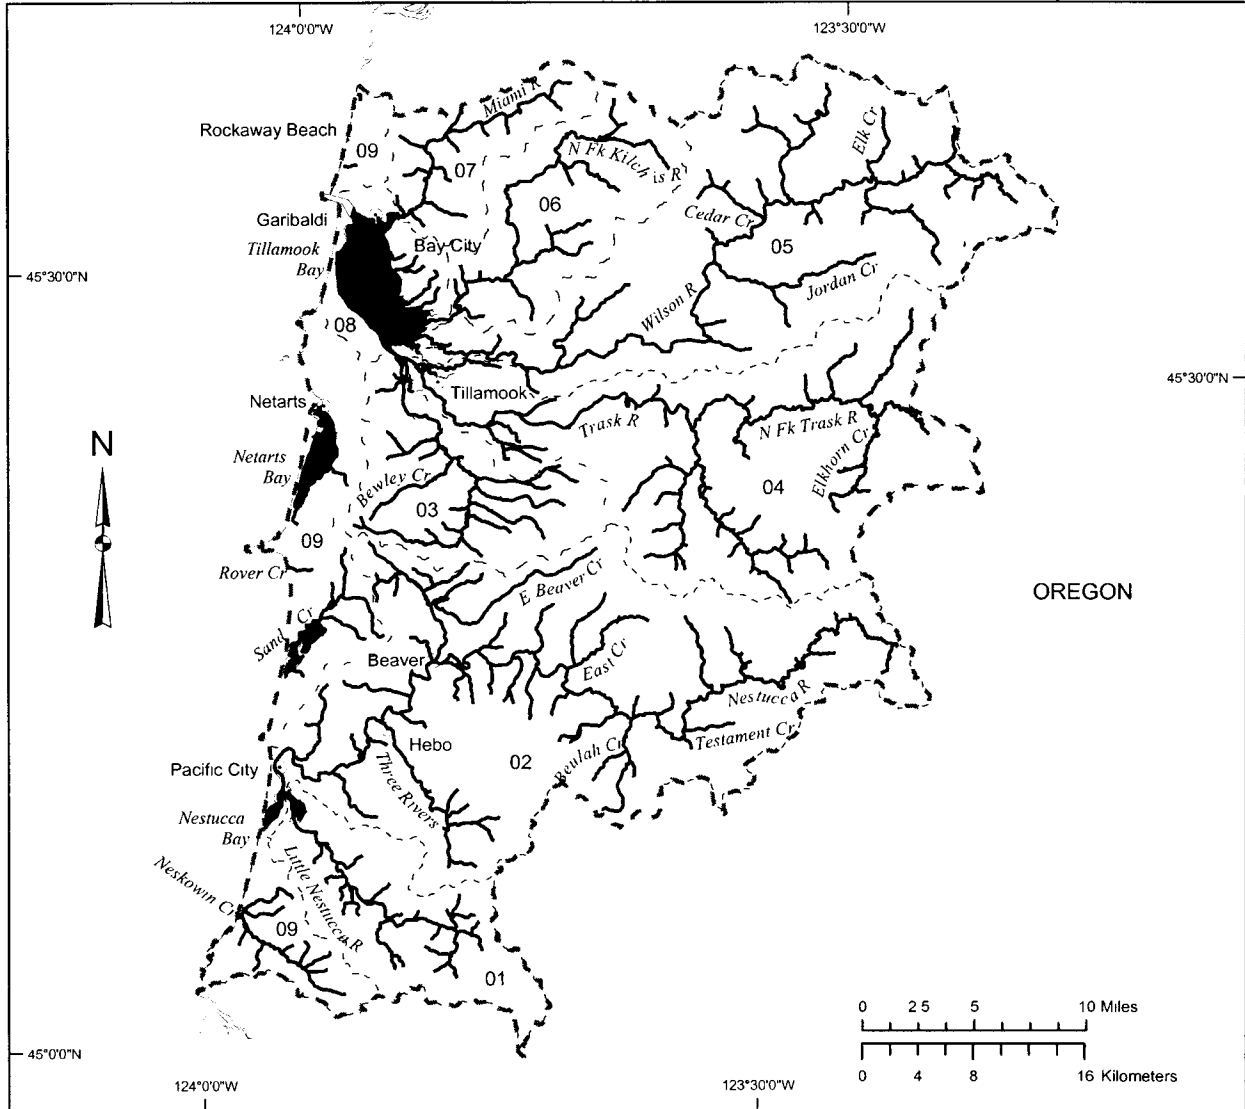 124°0'0"W
123°30'0"W
Miami R
Elk Cr
Rockaway Beach
09
07
N Fk Kilchis R
06
Cedar Cr
Garibaldi
Tillamook
Bay
Bay City
05
45°30'0"N
Jordan Cr
Wilson R
08
45°30'0"N
Tillamook
Netarts
Trask R
N Fk Trask R
N
Netarts
Bay
Bewley Cr
Elkhorn Cr
03
04
09
Rover Cr
E Beaver Cr
OREGON
Sand Cr
Beaver
East Cr
Nestucca R
Testament Cr
Hebo
Beulah Cr
02
Pacific City
Three Rivers
Nestucca
Bay
Little Nestucca R
Neskowin Cr
09
01
0 2.5 5 10 Miles
0 4 8 16 Kilometers
45°0'0"N
124°0'0"W
123°30'0"W